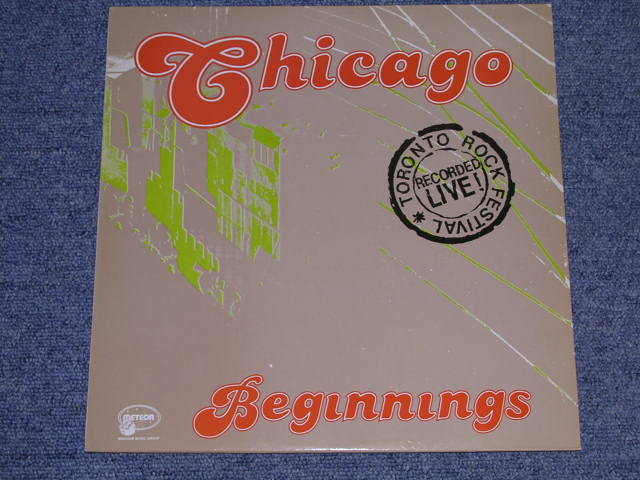 Chicago
TORONTO ROCK FESTIVAL
RECORDED
LIVE!
Beginnings
METEOR